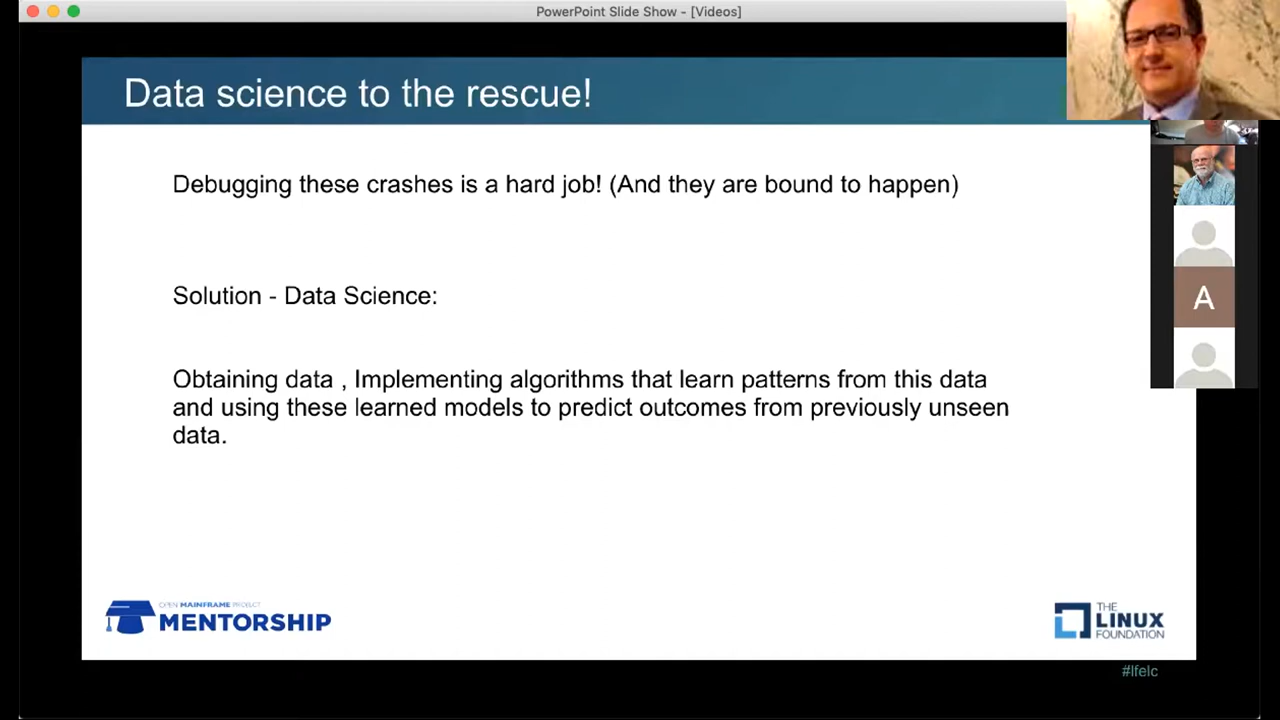 PowerPoint Slide Show - [Videos]
Data science to the rescue!
Debugging these crashes is a hard job! (And they are bound to happen)
Solution - Data Science:
A
Obtaining data , Implementing algorithms that learn patterns from this data
and using these learned models to predict outcomes from previously unseen
data.
OPEN MAINFRAME PROJECT
MENTORSHIP
THE
LINUX
FOUNDATION
#lfelc